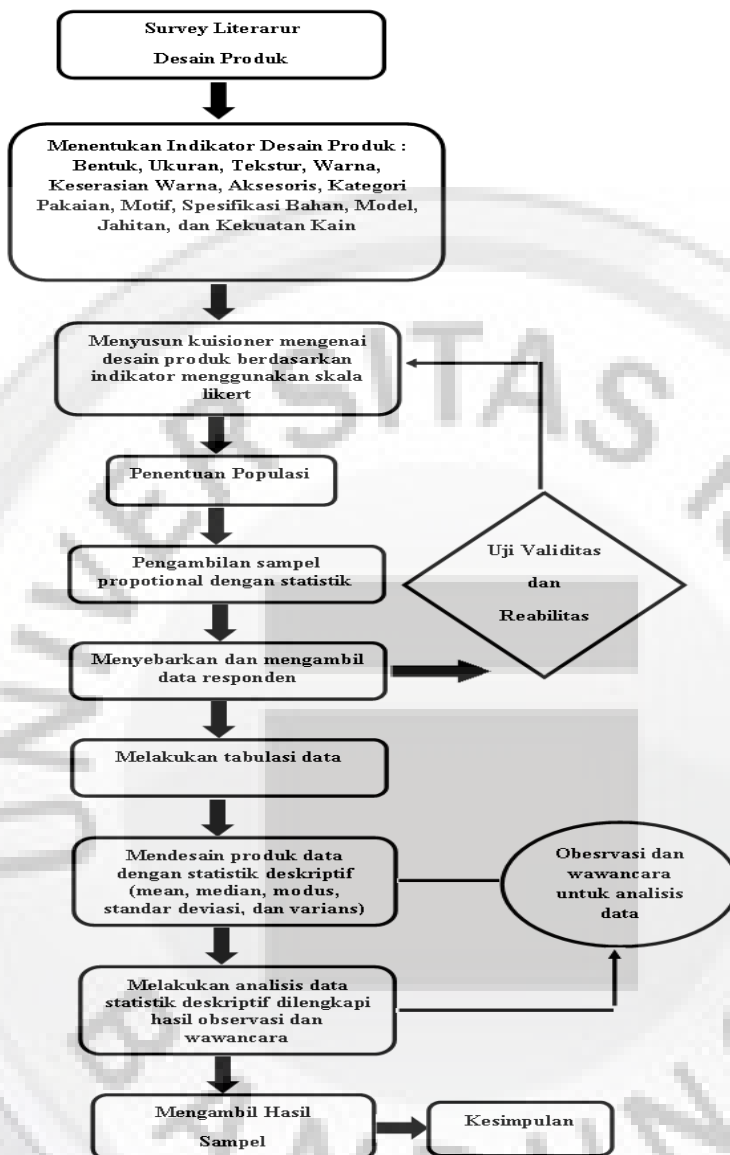 Survey Literarur
Desain Produk
Menentukan Indikator Desain Produk :
Bentuk, Ukuran, Tekstur, Warna,
Keserasian Warna, Aksesoris, Kategori
Pakaian, Motif, Spesifikasi Bahan, Model,
Jahitan, dan Kekuatan Kain
Menyusun kuisioner mengenai
desain produk berdasarkan
indikator menggunakan skala
likert
Penentuan Populasi
Pengambilan sampel
propotional dengan statistik
Uji Validitas
dan
Reabilitas
Menyebarkan dan mengambil
data responden
Melakukan tabulasi data
Mendesain produk data
dengan statistik deskriptif
(mean, median, modus,
standar deviasi, dan varians)
Obesrvasi dan
wawancara
untuk analisis
data
Melakukan analisis data
statistik deskriptif dilengkapi
hasil observasi dan
wawancara
Mengambil Hasil
Sampel
Kesimpulan
UNIVERSITAS